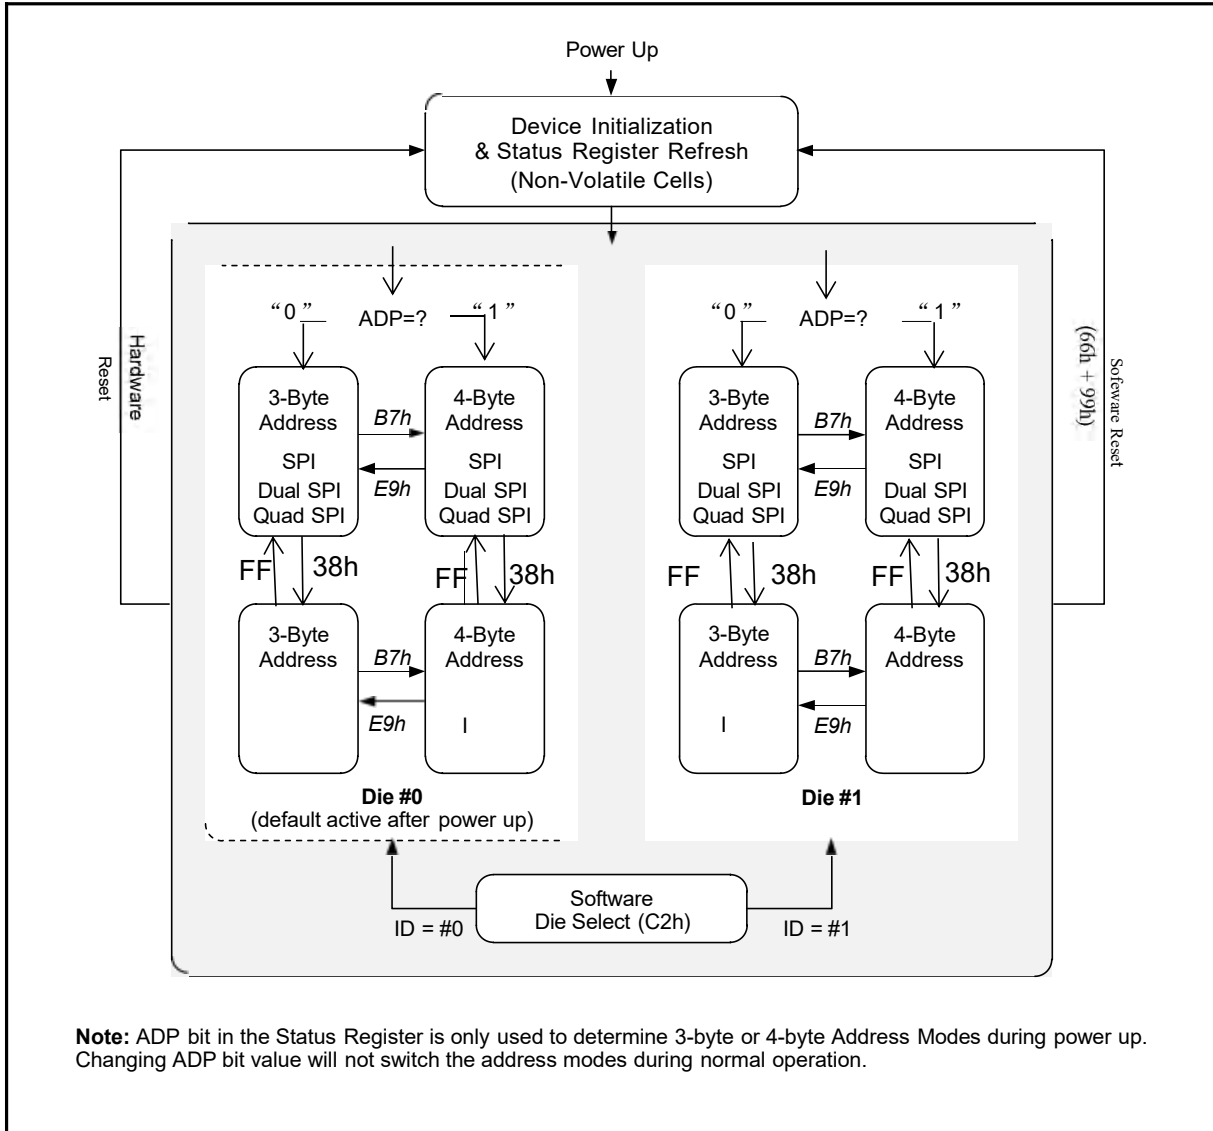 Power Up
Device Initialization
& Status Register Refresh
(Non-Volatile Cells)
Hardware
Reset
Sofeware Reset
(66h + 99h)
“0” ADP=? “1”
3-Byte
Address
SPI
Dual SPI
Quad SPI
B7h
E9h
4-Byte
Address
SPI
Dual SPI
Quad SPI
FF 38h
FF 38h
3-Byte
Address
B7h
E9h
4-Byte
Address
I
Die #0
(default active after power up)
“0” ADP=? “1”
3-Byte
Address
SPI
Dual SPI
Quad SPI
B7h
E9h
4-Byte
Address
SPI
Dual SPI
Quad SPI
FF 38h
FF 38h
3-Byte
Address
I
B7h
E9h
4-Byte
Address
Die #1
Software
Die Select (C2h)
ID = #0
ID = #1
Note: ADP bit in the Status Register is only used to determine 3-byte or 4-byte Address Modes during power up.
Changing ADP bit value will not switch the address modes during normal operation.